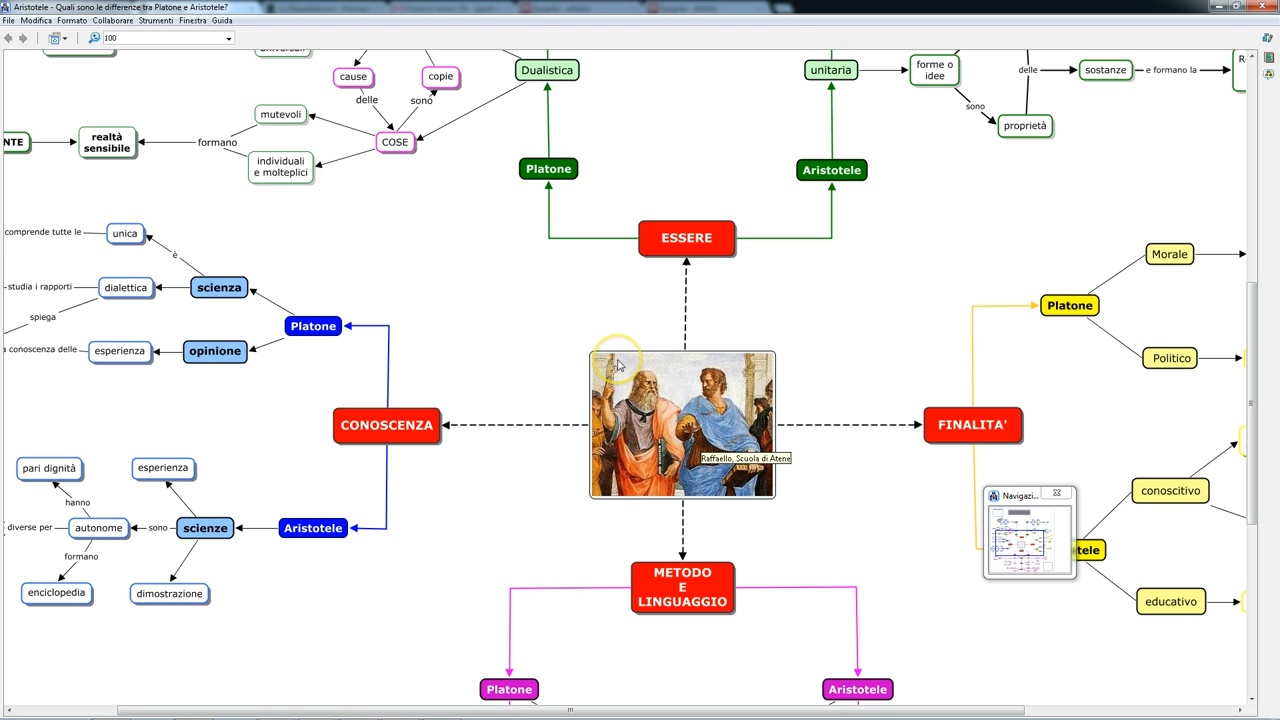 Aristotele - Quali sono le differenze tra Platone e Aristotele?
File Modifica Formato Collaborare Strumenti Finestra Guida
100
cause
copie
delle
sono
COSE
mutevoli
formano
individuali
e molteplici
realtà
sensibile
NTE
Dualistica
Platone
unitaria
Aristotele
forme o
idee
sono
proprietà
delle
sostanze
e formano la
ESSERE
comprende tutte le
unica
è
studia i rapporti
dialettica
scienza
spiega
Platone
a conoscenza delle
esperienza
opinione
CONOSCENZA
pari dignità
esperienza
hanno
diverse per
autonome
sono
scienze
Aristotele
formano
enciclopedia
dimostrazione
Raffaello, Scuola di Atene
METODO
E
LINGUAGGIO
Platone
Aristotele
FINALITA'
Platone
Morale
Politico
Navigazi...
tele
conoscitivo
educativo